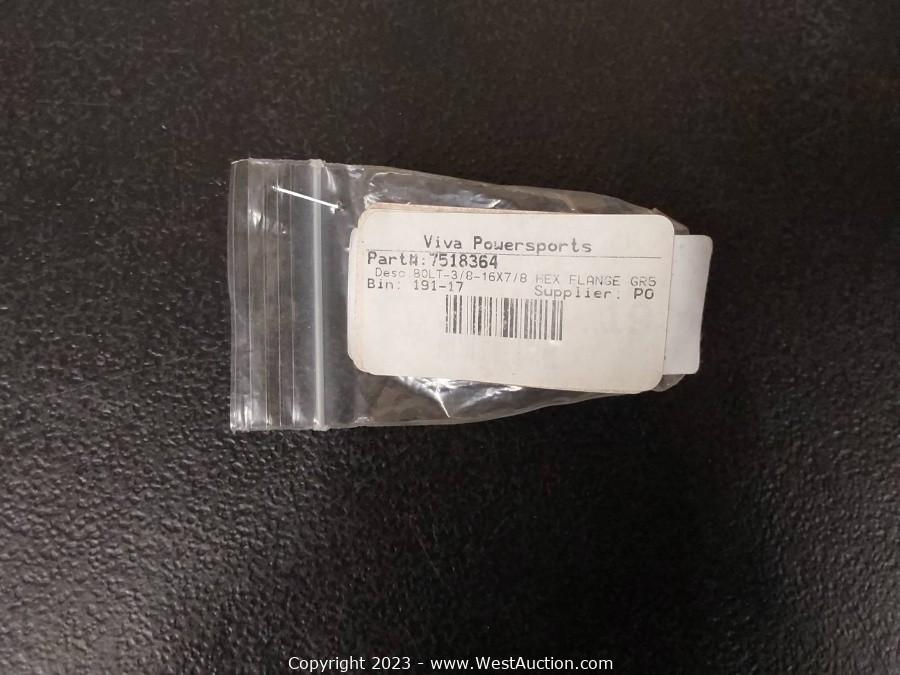 Viva Powersports
Part#:7518364
Desc.BOLT-3/8-16X7/8 HEX FLANGE GR5
Bin: 191-17 Supplier: PO
Copyright 2023 - www.WestAuction.com